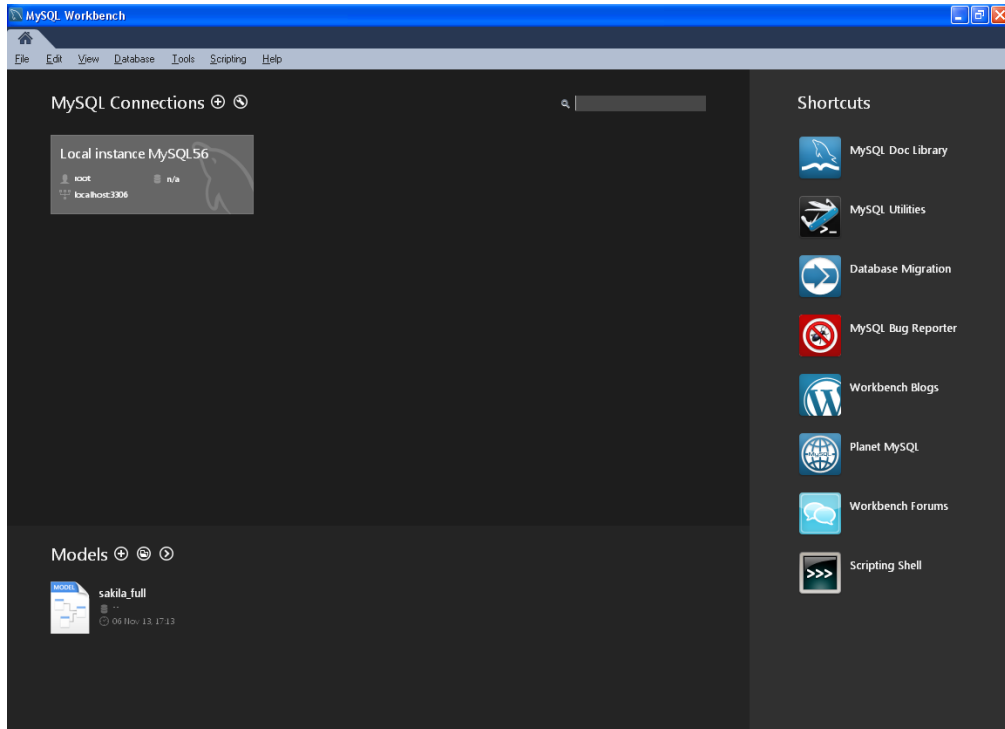 MySQL Workbench
File Edit View Database Tools Scripting Help
MySQL Connections
Local instance MySQL56
root n/a
localhost:3306
Shortcuts
MySQL Doc Library
MySQL Utilities
Database Migration
MySQL Bug Reporter
Workbench Blogs
MySQL
Planet MySQL
Workbench Forums
>>>
Scripting Shell
Models
MODEL
sakila_full
--
06 Nov 13, 17:13